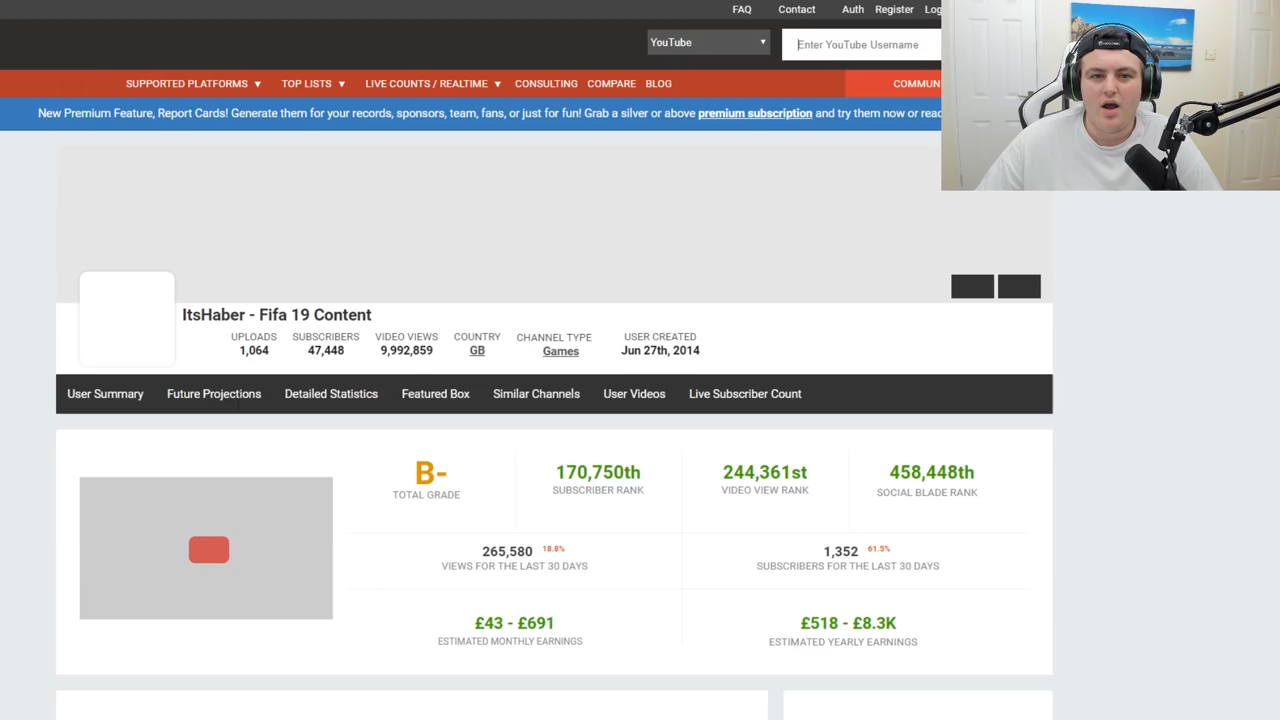 FAQ Contact Auth Register Log
YouTube ▼ Enter YouTube Username
SUPPORTED PLATFORMS ▼ TOP LISTS ▼ LIVE COUNTS / REALTIME ▼ CONSULTING COMPARE BLOG COMMUN
New Premium Feature, Report Cards! Generate them for your records, sponsors, team, fans, or just for fun! Grab a silver or above premium subscription and try them now or read
ItsHaber - Fifa 19 Content
UPLOADS SUBSCRIBERS VIDEO VIEWS COUNTRY CHANNEL TYPE USER CREATED
1,064 47,448 9,992,859 GB Games Jun 27th, 2014
User Summary Future Projections Detailed Statistics Featured Box Similar Channels User Videos Live Subscriber Count
B- 170,750th 244,361st 458,448th
TOTAL GRADE SUBSCRIBER RANK VIDEO VIEW RANK SOCIAL BLADE RANK
265,580 18.8% 1,352 61.5%
VIEWS FOR THE LAST 30 DAYS SUBSCRIBERS FOR THE LAST 30 DAYS
£43 - £691 £518 - £8.3K
ESTIMATED MONTHLY EARNINGS ESTIMATED YEARLY EARNINGS